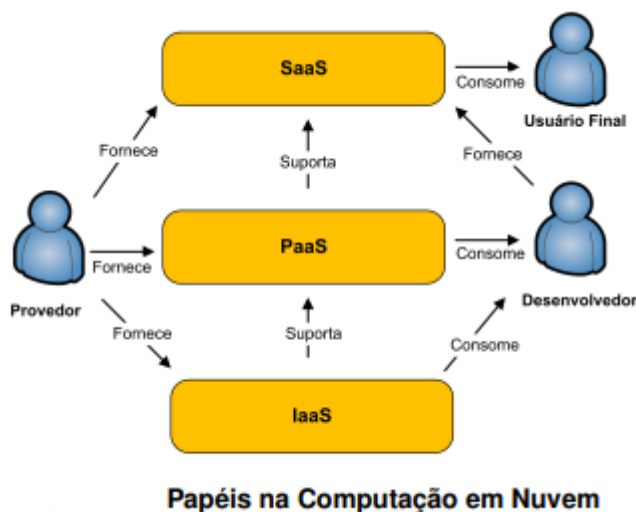 SaaS
Consome
Usuário Final
Fornece
Suporta
Fornece
PaaS
Fornece
Consome
Provedor
Desenvolvedor
Fornece
Suporta
Consome
IaaS
Papéis na Computação em Nuvem